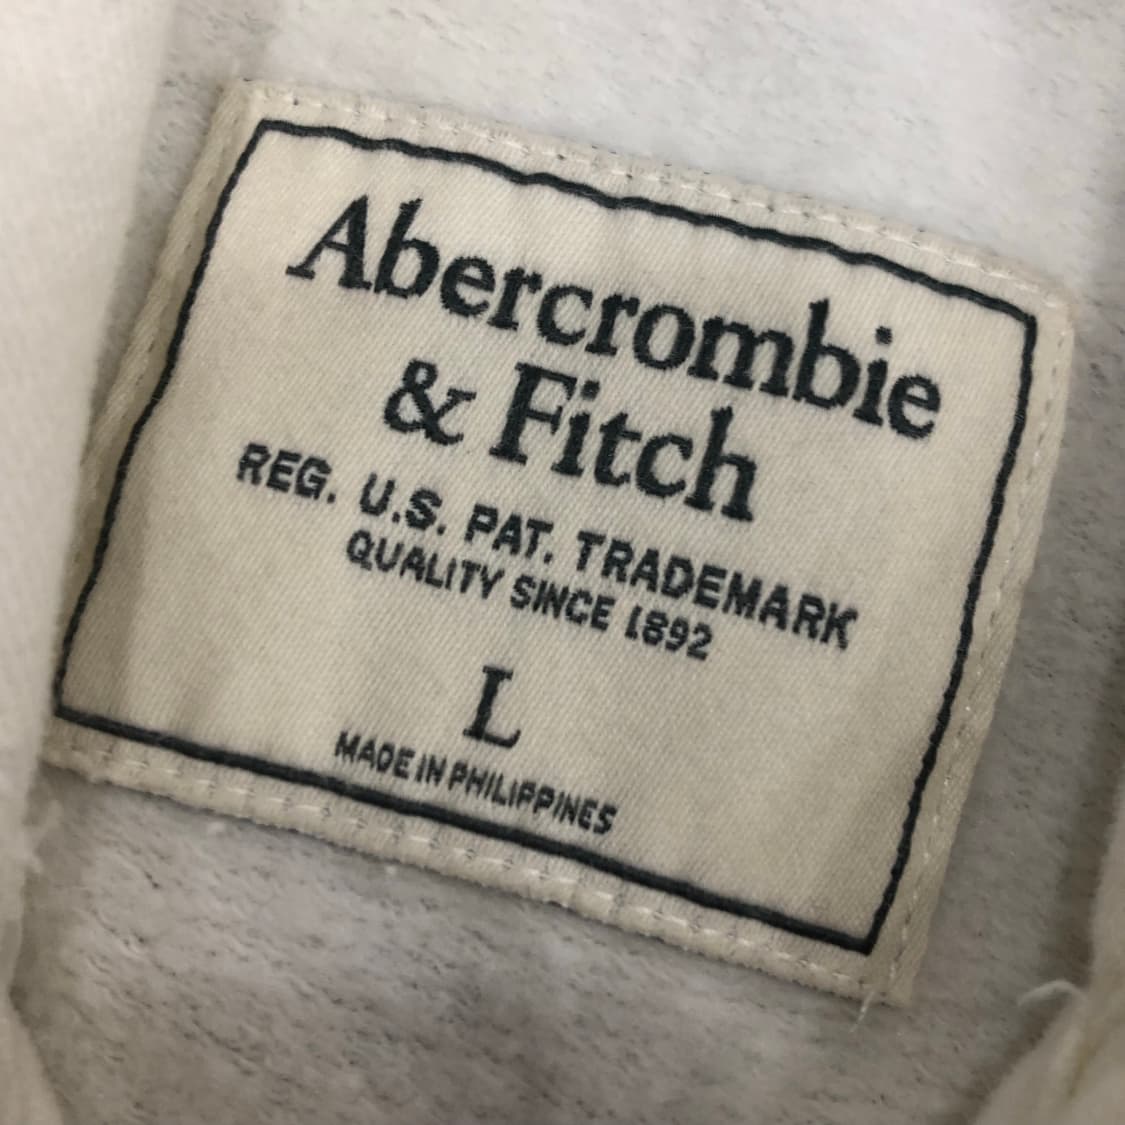 Abercrombie
& Fitch
REG. U.S. PAT. TRADEMARK
QUALITY SINCE 1892
L
MADE IN PHILIPPINES